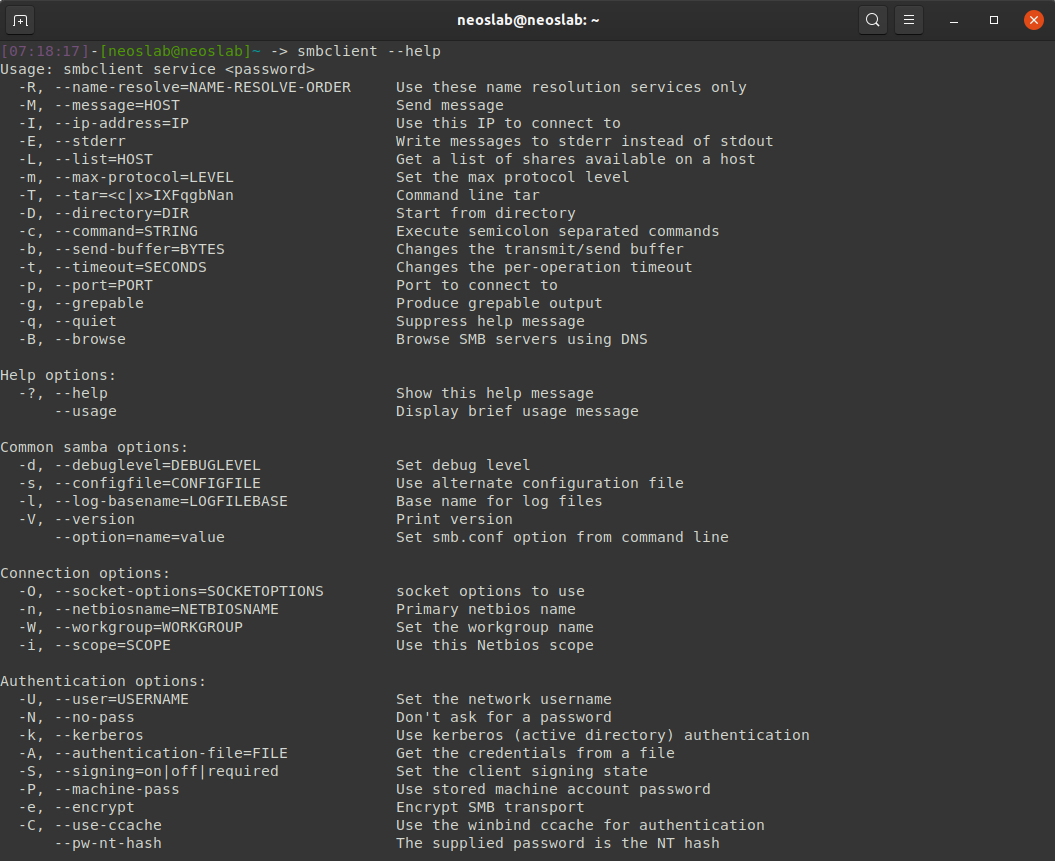 neoslab@neoslab: ~
[07:18:17]-[neoslab@neoslab]~ -> smbclient --help
Usage: smbclient service <password>
  -R, --name-resolve=NAME-RESOLVE-ORDER     Use these name resolution services only
  -M, --message=HOST                        Send message
  -I, --ip-address=IP                       Use this IP to connect to
  -E, --stderr                              Write messages to stderr instead of stdout
  -L, --list=HOST                           Get a list of shares available on a host
  -m, --max-protocol=LEVEL                  Set the max protocol level
  -T, --tar=<c|x>IXFqgbNan                  Command line tar
  -D, --directory=DIR                       Start from directory
  -c, --command=STRING                      Execute semicolon separated commands
  -b, --send-buffer=BYTES                   Changes the transmit/send buffer
  -t, --timeout=SECONDS                     Changes the per-operation timeout
  -p, --port=PORT                           Port to connect to
  -g, --grepable                            Produce grepable output
  -q, --quiet                               Suppress help message
  -B, --browse                              Browse SMB servers using DNS

Help options:
  -?, --help                                Show this help message
      --usage                               Display brief usage message

Common samba options:
  -d, --debuglevel=DEBUGLEVEL               Set debug level
  -s, --configfile=CONFIGFILE               Use alternate configuration file
  -l, --log-basename=LOGFILEBASE            Base name for log files
  -V, --version                             Print version
      --option=name=value                   Set smb.conf option from command line

Connection options:
  -O, --socket-options=SOCKETOPTIONS        socket options to use
  -n, --netbiosname=NETBIOSNAME             Primary netbios name
  -W, --workgroup=WORKGROUP                 Set the workgroup name
  -i, --scope=SCOPE                         Use this Netbios scope

Authentication options:
  -U, --user=USERNAME                       Set the network username
  -N, --no-pass                             Don't ask for a password
  -k, --kerberos                            Use kerberos (active directory) authentication
  -A, --authentication-file=FILE            Get the credentials from a file
  -S, --signing=on|off|required             Set the client signing state
  -P, --machine-pass                        Use stored machine account password
  -e, --encrypt                             Encrypt SMB transport
  -C, --use-ccache                          Use the winbind ccache for authentication
      --pw-nt-hash                          The supplied password is the NT hash